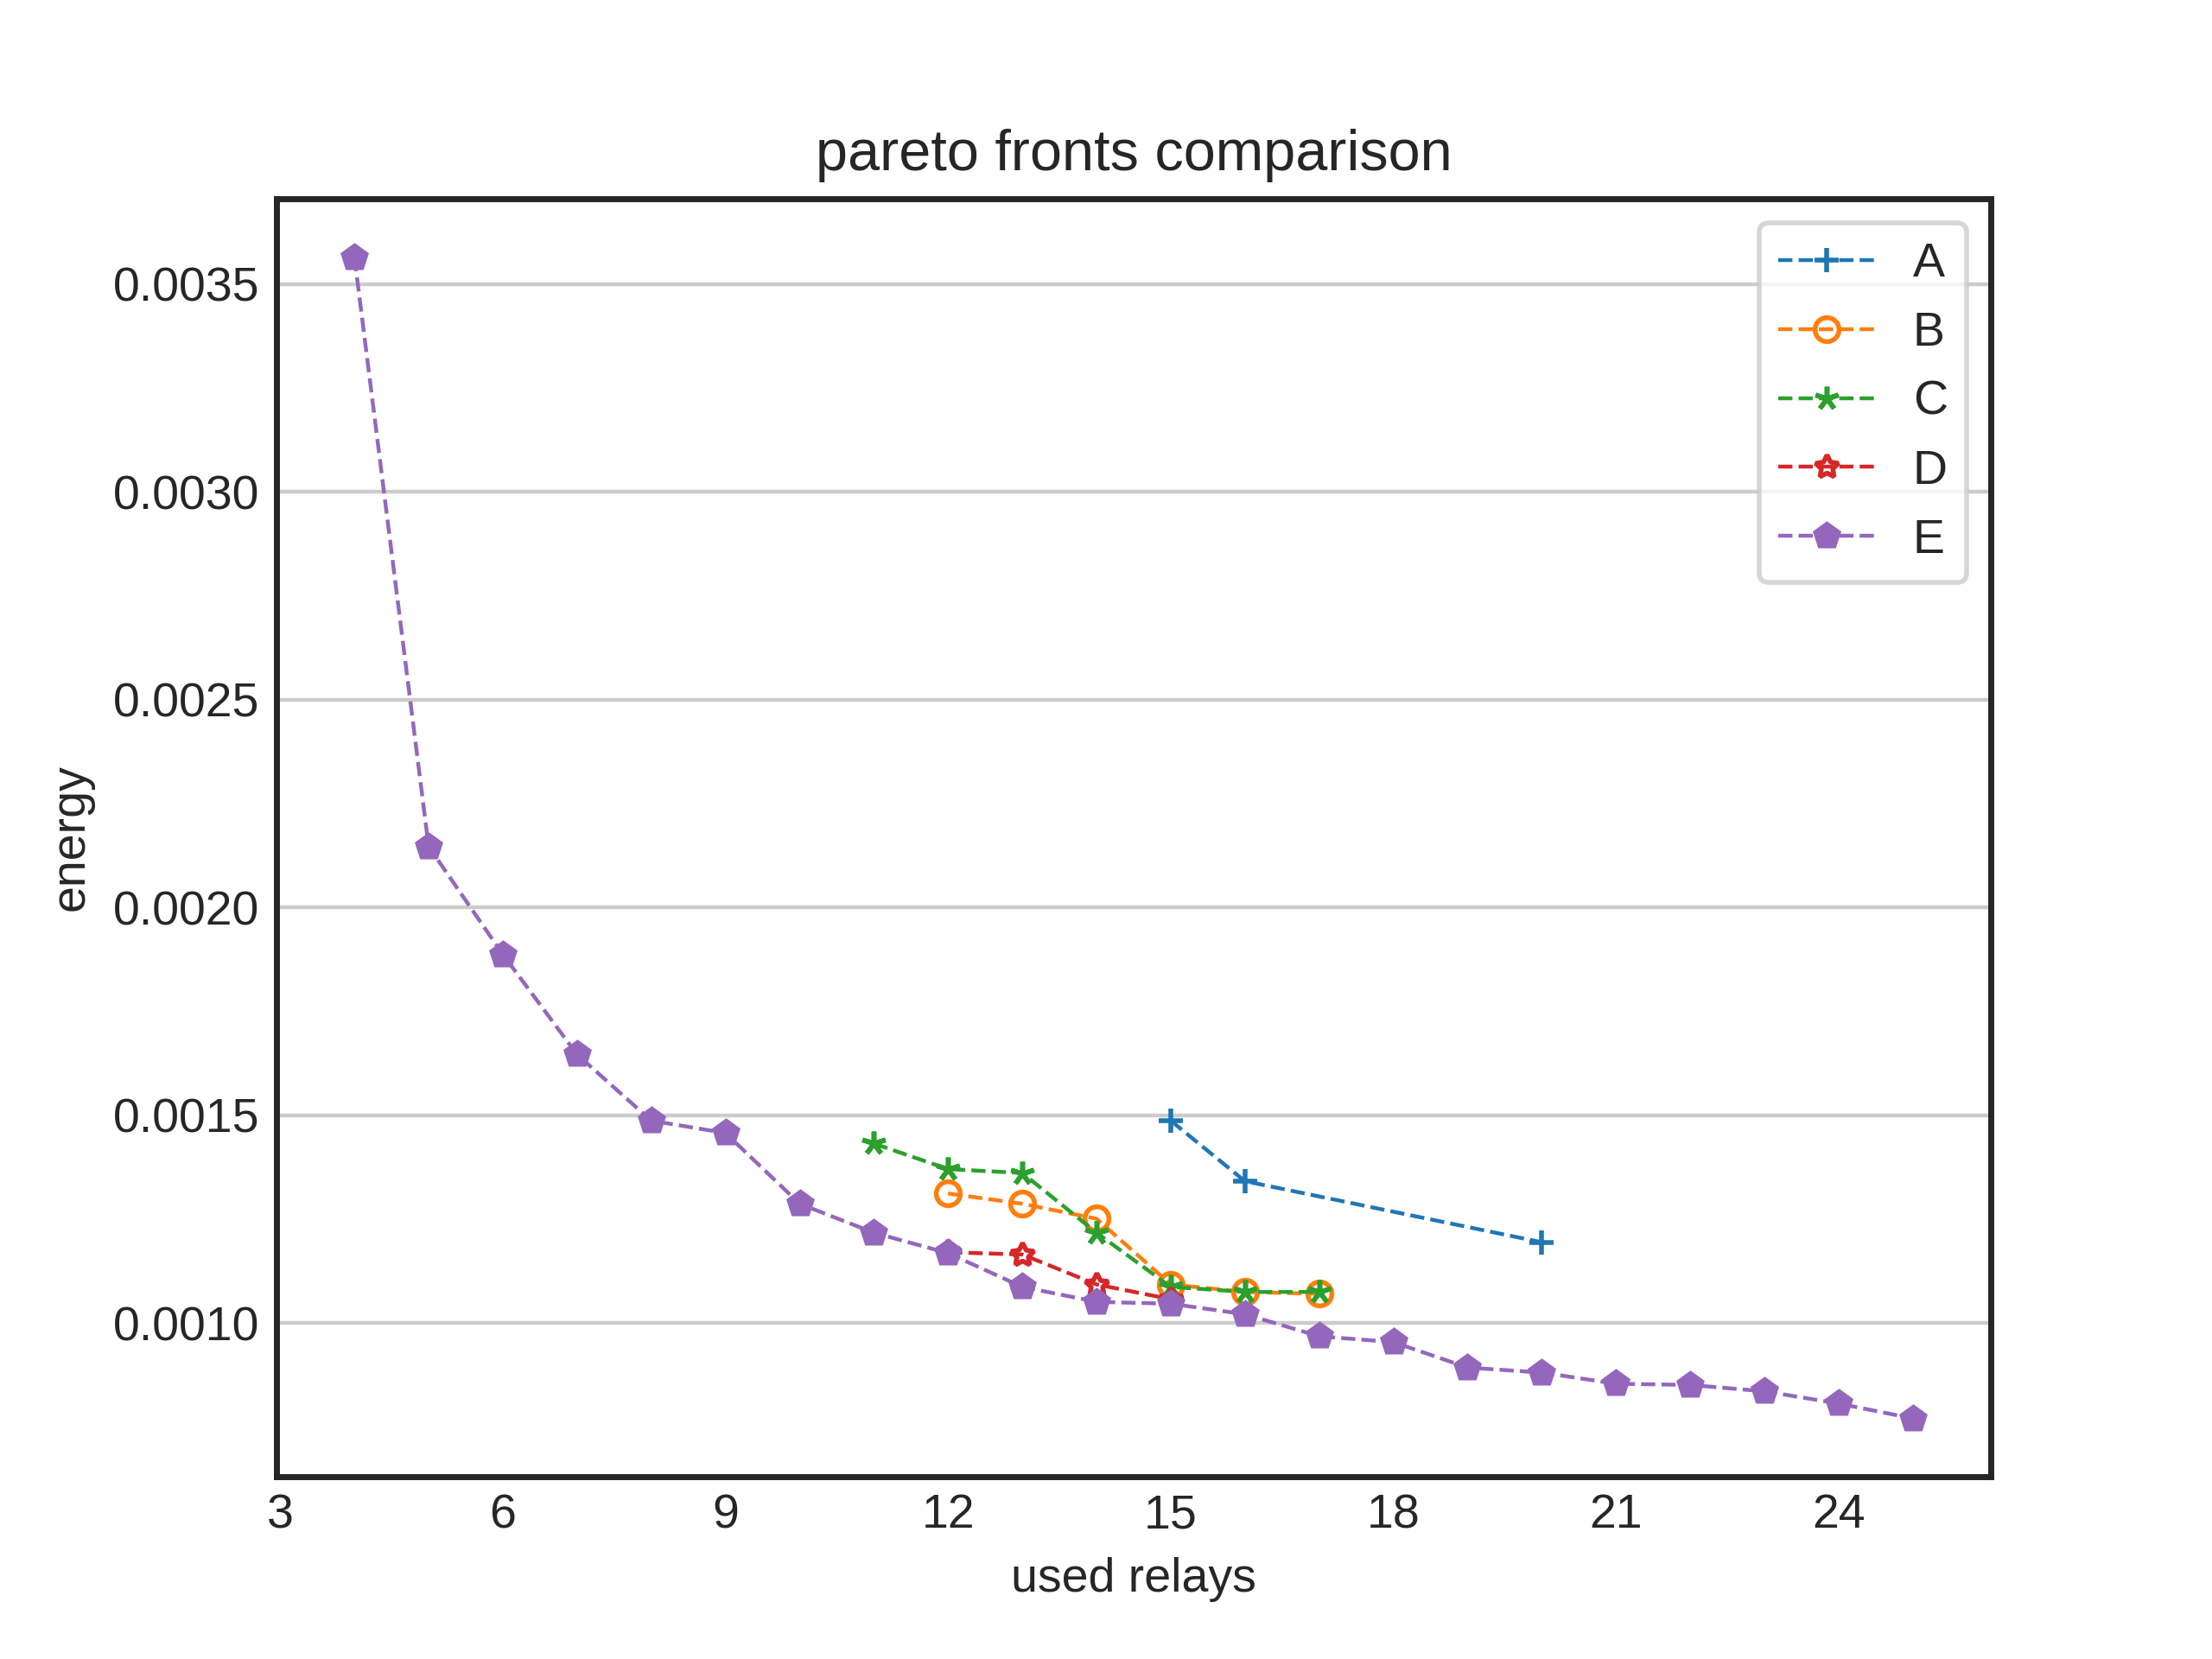 pareto fronts comparison
A
B
C
D
E
0.0035
0.0030
0.0025
0.0020
0.0015
0.0010
energy
3 6 9 12 15 18 21 24
used relays